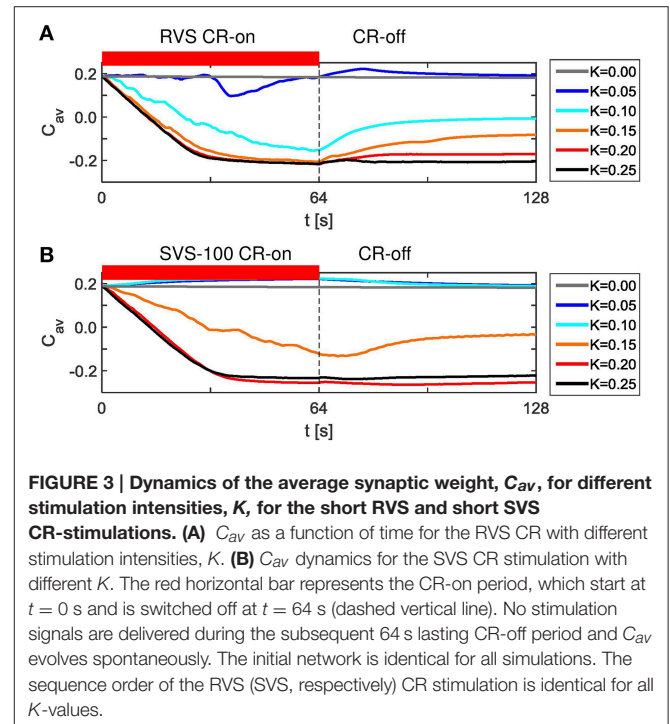 A
RVS CR-on CR-off
0.2
0.0
-0.2
C_av
0 64 128
t [s]
K=0.00
K=0.05
K=0.10
K=0.15
K=0.20
K=0.25
B
SVS-100 CR-on CR-off
0.2
0.0
-0.2
C_av
0 64 128
t [s]
K=0.00
K=0.05
K=0.10
K=0.15
K=0.20
K=0.25
FIGURE 3 | Dynamics of the average synaptic weight, C_av, for different
stimulation intensities, K, for the short RVS and short SVS
CR-stimulations. (A) C_av as a function of time for the RVS CR with different
stimulation intensities, K. (B) C_av dynamics for the SVS CR stimulation with
different K. The red horizontal bar represents the CR-on period, which start at
t = 0 s and is switched off at t = 64 s (dashed vertical line). No stimulation
signals are delivered during the subsequent 64 s lasting CR-off period and C_av
evolves spontaneously. The initial network is identical for all simulations. The
sequence order of the RVS (SVS, respectively) CR stimulation is identical for all
K-values.